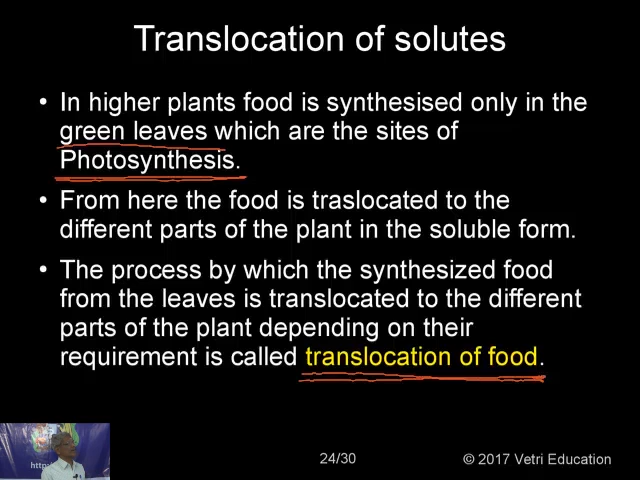 Translocation of solutes
• In higher plants food is synthesised only in the
green leaves which are the sites of
Photosynthesis.
• From here the food is traslocated to the
different parts of the plant in the soluble form.
• The process by which the synthesized food
from the leaves is translocated to the different
parts of the plant depending on their
requirement is called translocation of food.
24/30
© 2017 Vetri Education